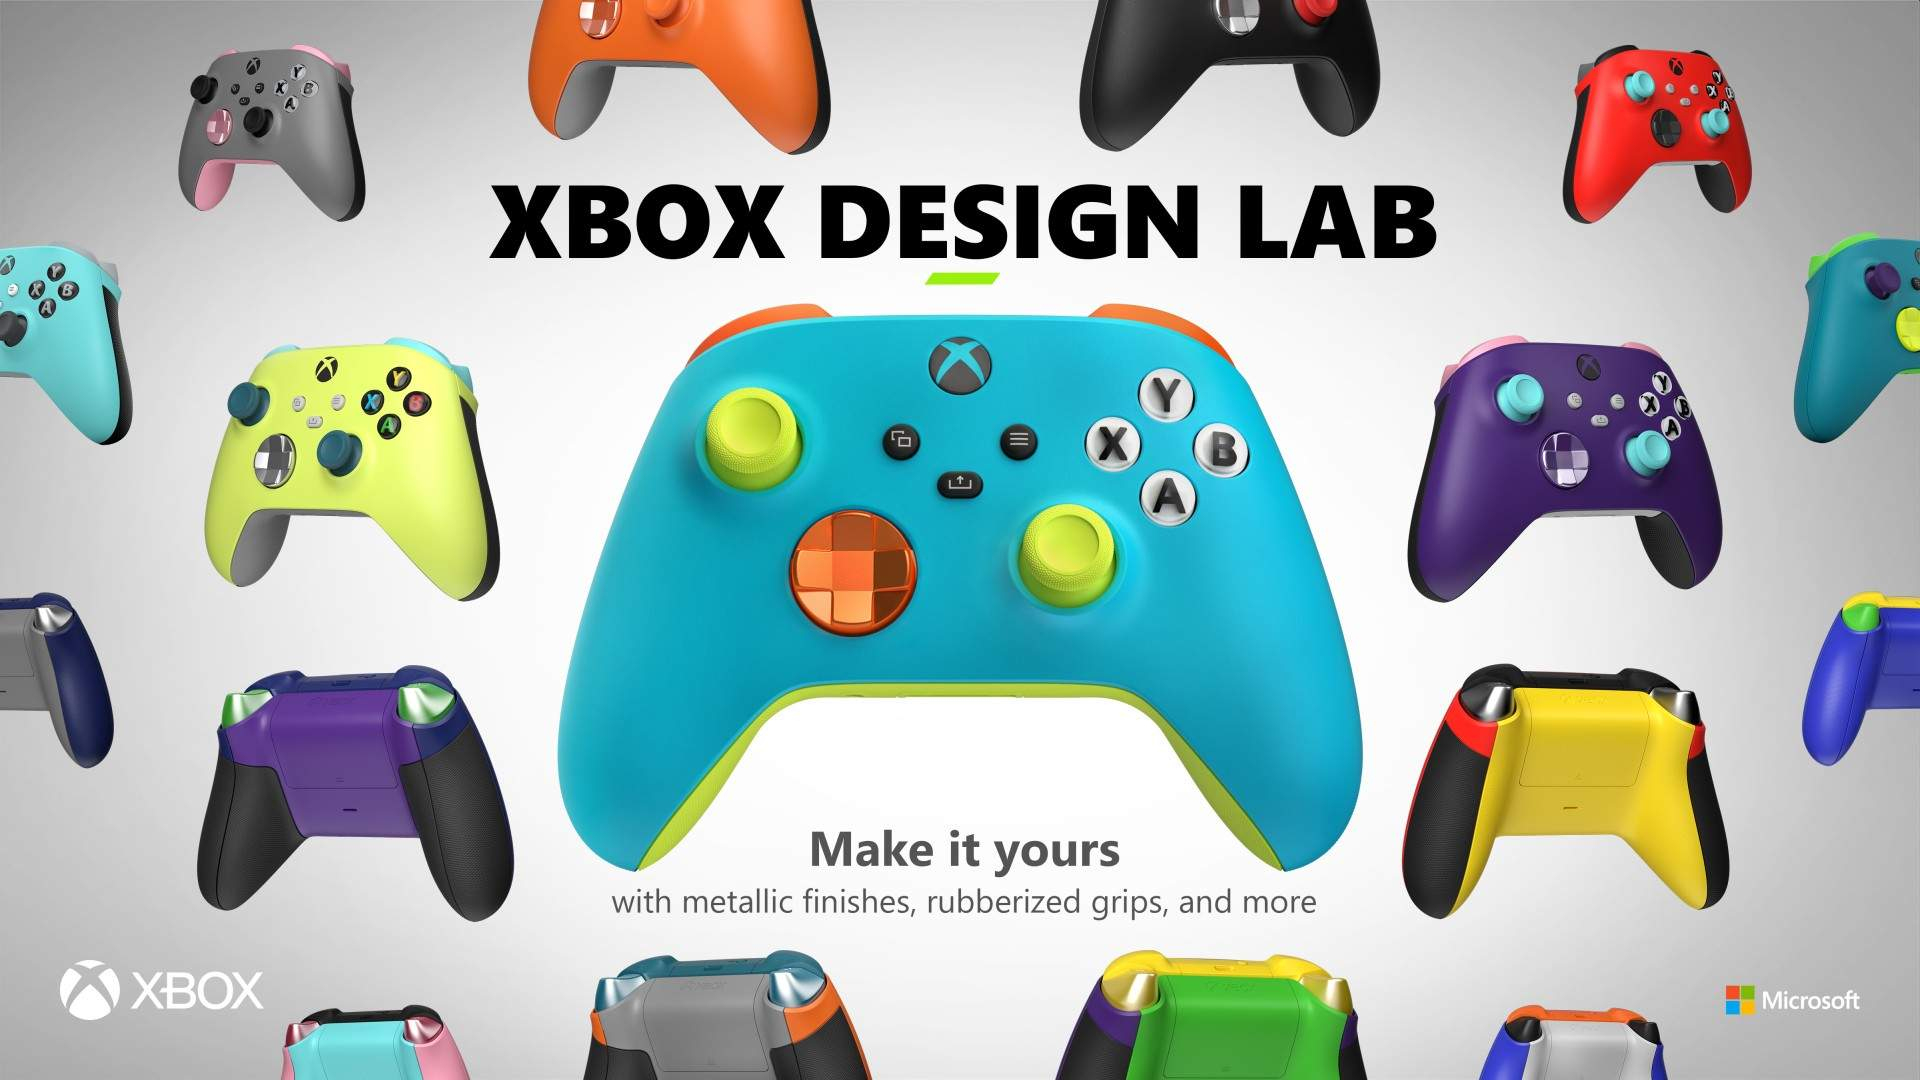 XBOX DESIGN LAB
Y
X B
A
Y
X B
A
Y
X B
A
Y
X B
A
Y
X B
A
Make it yours
with metallic finishes, rubberized grips, and more
XBOX
Microsoft